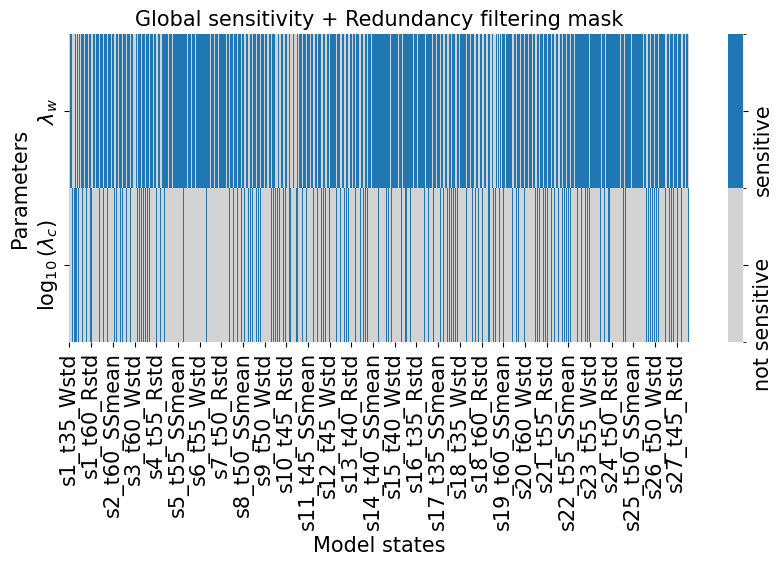 Global sensitivity + Redundancy filtering mask
Parameters
λ_w
log₁₀(λ_c)
sensitive
not sensitive
s1_t35_Wstd
s1_t60_Rstd
s2_t60_SSmean
s3_t60_Wstd
s4_t55_Rstd
s5_t55_SSmean
s6_t55_Wstd
s7_t50_Rstd
s8_t50_SSmean
s9_t50_Wstd
s10_t45_Rstd
s11_t45_SSmean
s12_t45_Wstd
s13_t40_Rstd
s14_t40_SSmean
s15_t40_Wstd
s16_t35_Rstd
s17_t35_SSmean
s18_t35_Wstd
s18_t60_Rstd
s19_t60_SSmean
s20_t60_Wstd
s21_t55_Rstd
s22_t55_SSmean
s23_t55_Wstd
s24_t50_Rstd
s25_t50_SSmean
s26_t50_Wstd
s27_t45_Rstd
Model states